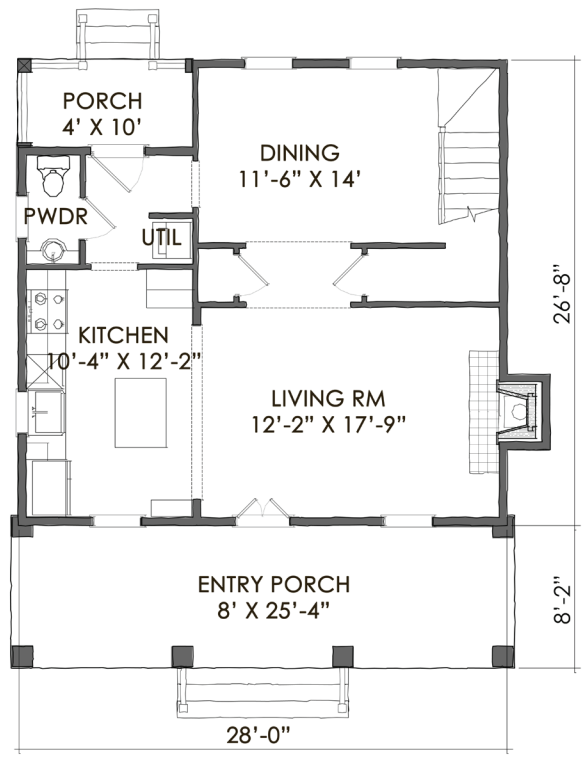 PORCH
4' X 10'
DINING
11'-6" X 14'
PWDR
UTIL
KITCHEN
10'-4" X 12'-2"
LIVING RM
12'-2" X 17'-9"
26'-8"
ENTRY PORCH
8' X 25'-4"
8'-2"
28'-0"